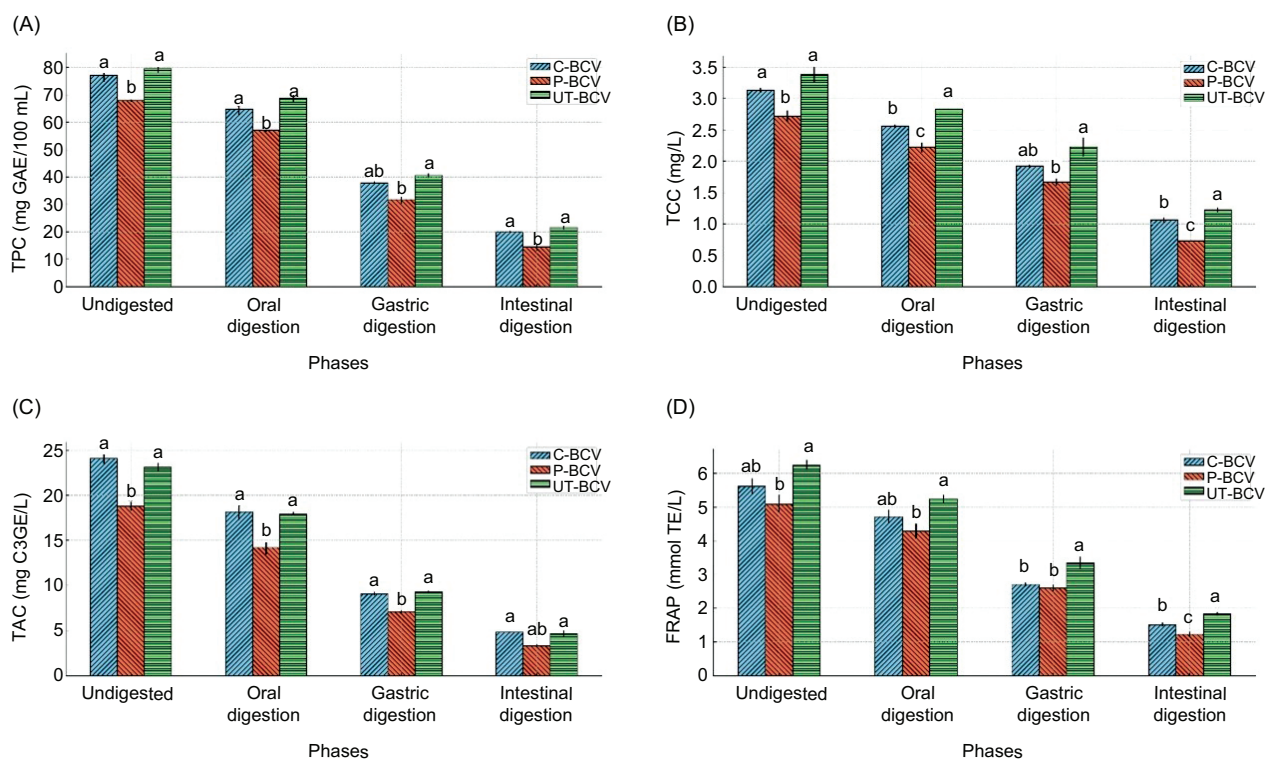 (A)
TPC (mg GAE/100 mL)
80
70
60
50
40
30
20
10
0
a
b
a
a
b
a
ab
b
a
a
b
a
C-BCV
P-BCV
UT-BCV
Undigested
Oral
digestion
Gastric
digestion
Intestinal
digestion
Phases
(B)
TCC (mg/L)
3.5
3.0
2.5
2.0
1.5
1.0
0.5
0.0
a
b
a
b
c
a
ab
b
a
b
c
a
C-BCV
P-BCV
UT-BCV
Undigested
Oral
digestion
Gastric
digestion
Intestinal
digestion
Phases
(C)
TAC (mg C3GE/L)
25
20
15
10
5
0
a
b
a
a
b
a
a
b
a
a
ab
a
C-BCV
P-BCV
UT-BCV
Undigested
Oral
digestion
Gastric
digestion
Intestinal
digestion
Phases
(D)
FRAP (mmol TE/L)
6
5
4
3
2
1
0
ab
b
a
ab
b
a
b
b
a
b
c
a
C-BCV
P-BCV
UT-BCV
Undigested
Oral
digestion
Gastric
digestion
Intestinal
digestion
Phases